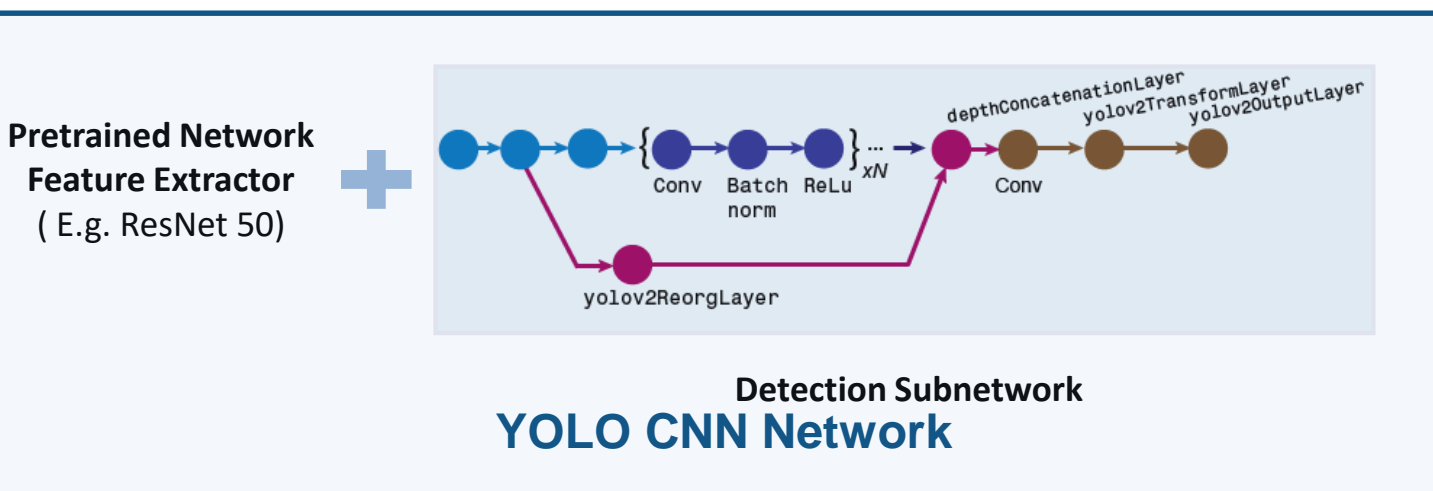 Pretrained Network
Feature Extractor
( E.g. ResNet 50)
depthConcatenationLayer
yolov2TransformLayer
yolov2OutputLayer
{ } ... xN
Conv
Batch
norm
ReLu
Conv
yolov2ReorgLayer
Detection Subnetwork
YOLO CNN Network